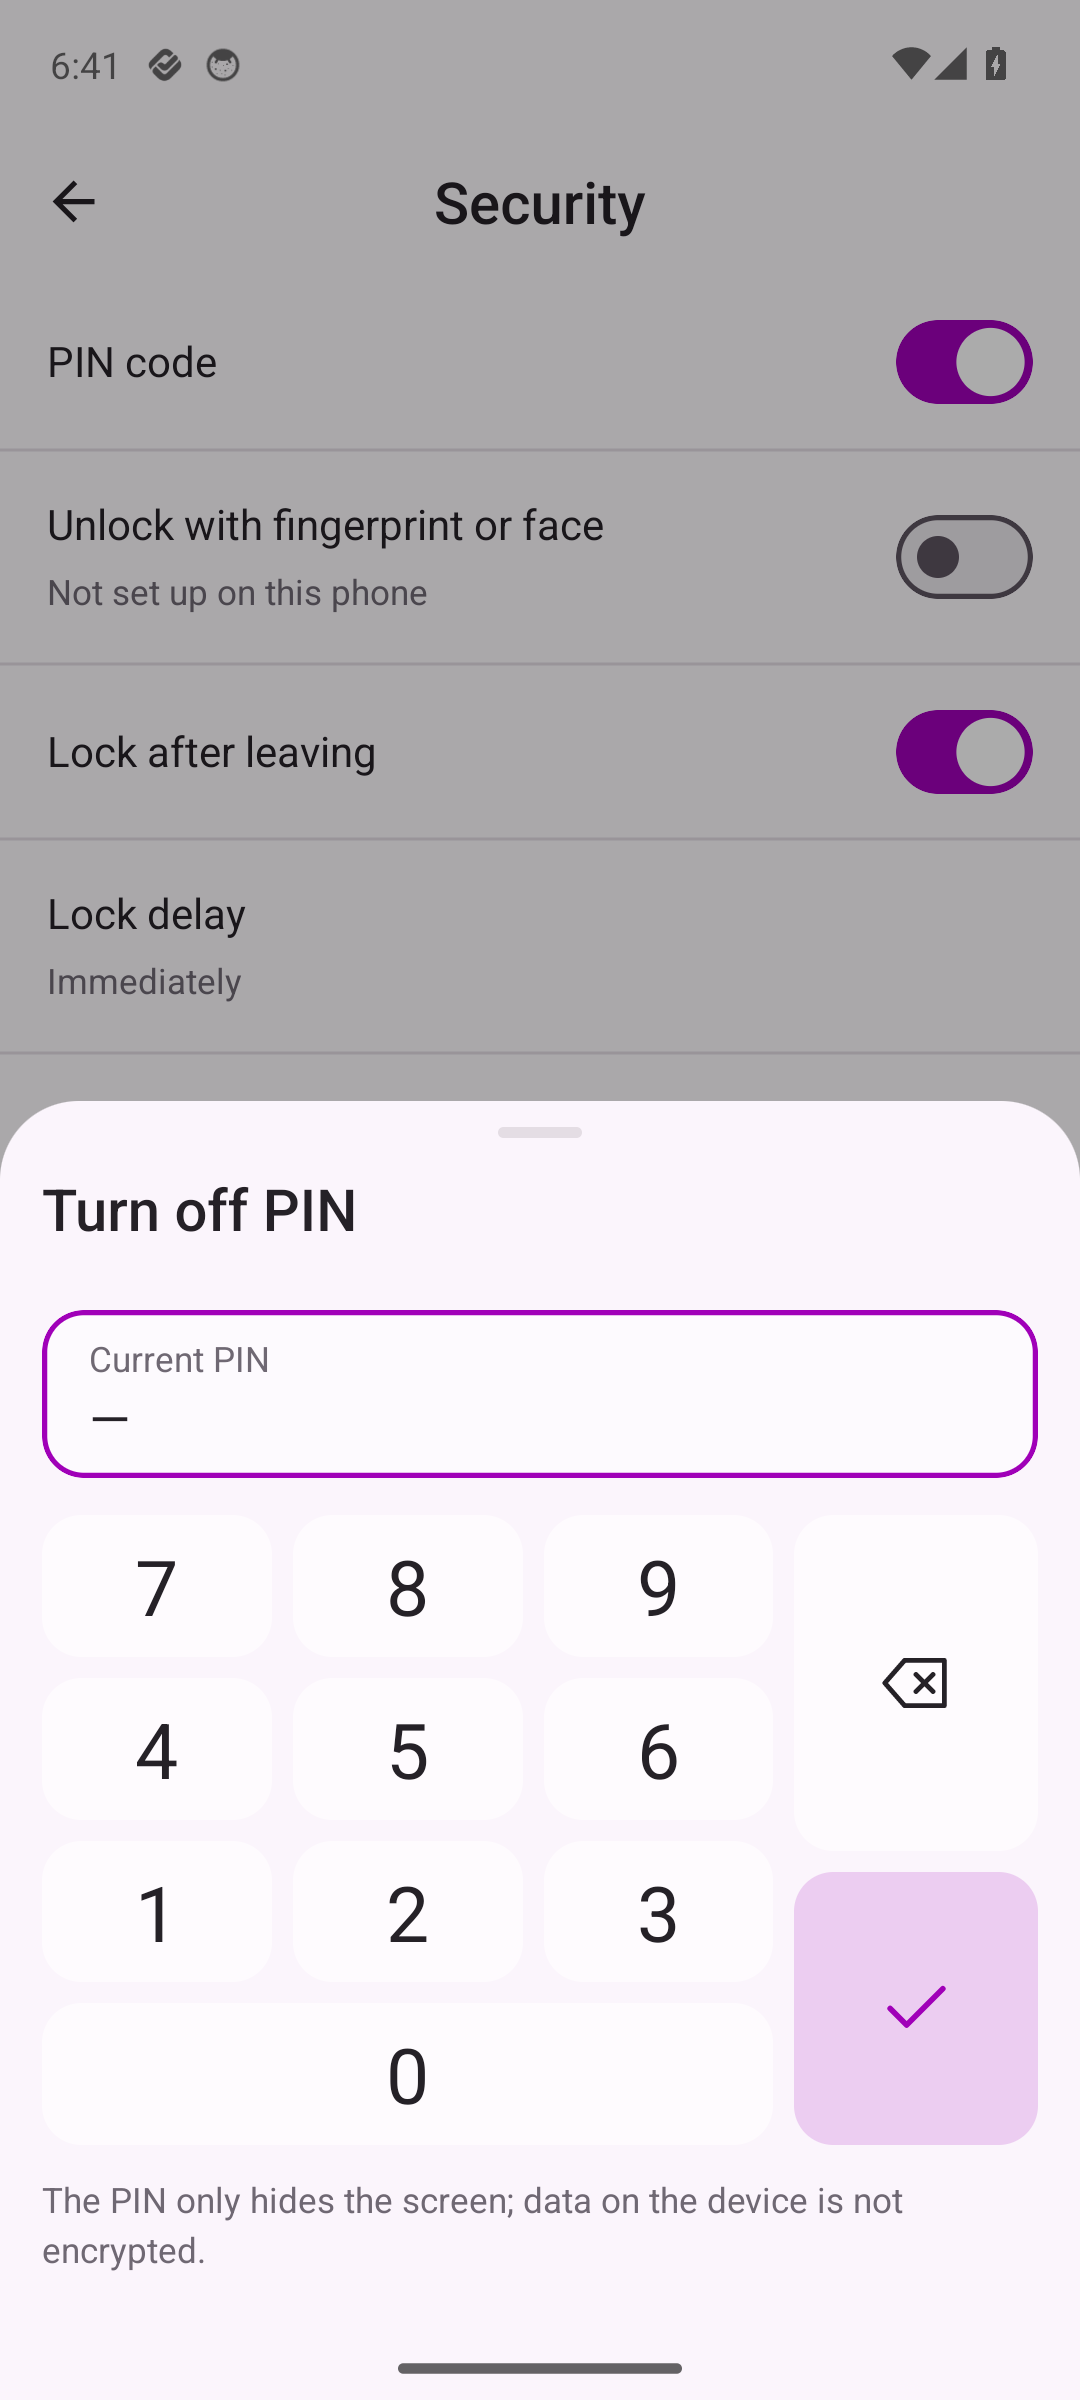 6:41
Security
PIN code
Unlock with fingerprint or face
Not set up on this phone
Lock after leaving
Lock delay
Immediately
Turn off PIN
Current PIN
—
7 8 9
4 5 6
1 2 3
0
The PIN only hides the screen; data on the device is not
encrypted.